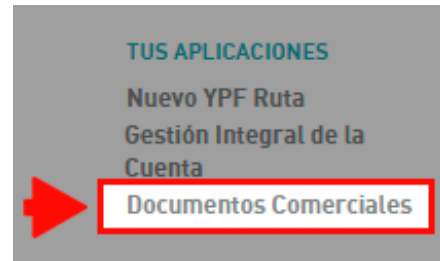 TUS APLICACIONES
Nuevo YPF Ruta
Gestión Integral de la
Cuenta
Documentos Comerciales